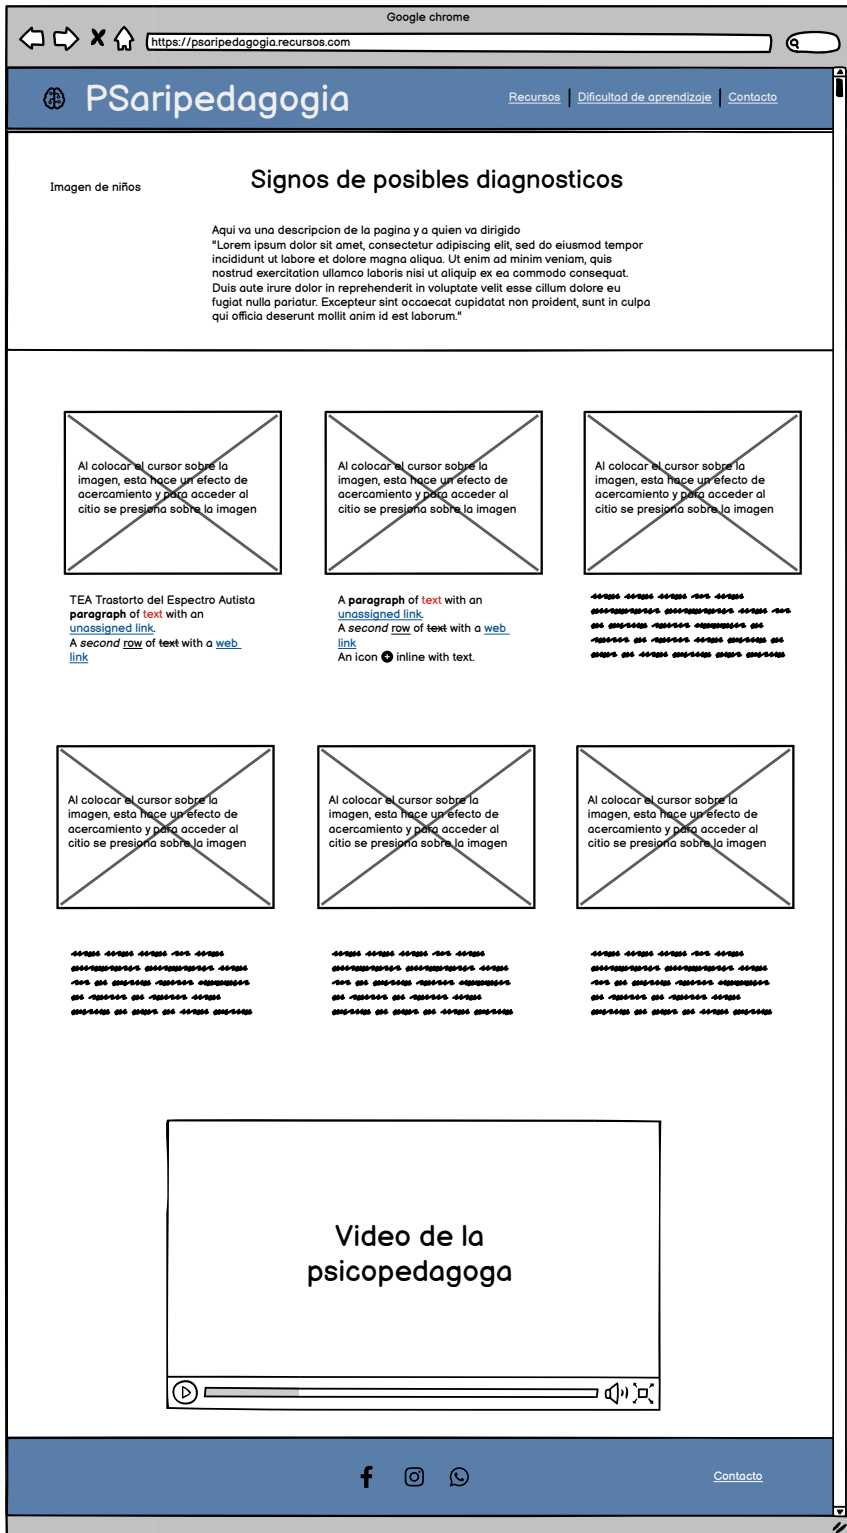 Google chrome
https://psaripedagogia.recursos.com
PSaripedagogia
Recursos
Dificultad de aprendizaje
Contacto
Imagen de niños
Signos de posibles diagnosticos
Aqui va una descripcion de la pagina y a quien va dirigido
"Lorem ipsum dolor sit amet, consectetur adipiscing elit, sed do eiusmod tempor
incididunt ut labore et dolore magna aliqua. Ut enim ad minim veniam, quis
nostrud exercitation ullamco laboris nisi ut aliquip ex ea commodo consequat.
Duis aute irure dolor in reprehenderit in voluptate velit esse cillum dolore eu
fugiat nulla pariatur. Excepteur sint occaecat cupidatat non proident, sunt in culpa
qui officia deserunt mollit anim id est laborum."
Al colocar el cursor sobre la
imagen, esta hace un efecto de
acercamiento y para acceder al
citio se presiona sobre la imagen
Al colocar el cursor sobre la
imagen, esta hace un efecto de
acercamiento y para acceder al
citio se presiona sobre la imagen
Al colocar el cursor sobre la
imagen, esta hace un efecto de
acercamiento y para acceder al
citio se presiona sobre la imagen
TEA Trastorto del Espectro Autista
paragraph of text with an
unassigned link.
A second row of text with a web
link
A paragraph of text with an
unassigned link.
A second row of text with a web
link
An icon inline with text.
Al colocar el cursor sobre la
imagen, esta hace un efecto de
acercamiento y para acceder al
citio se presiona sobre la imagen
Al colocar el cursor sobre la
imagen, esta hace un efecto de
acercamiento y para acceder al
citio se presiona sobre la imagen
Al colocar el cursor sobre la
imagen, esta hace un efecto de
acercamiento y para acceder al
citio se presiona sobre la imagen
Video de la
psicopedagoga
Contacto